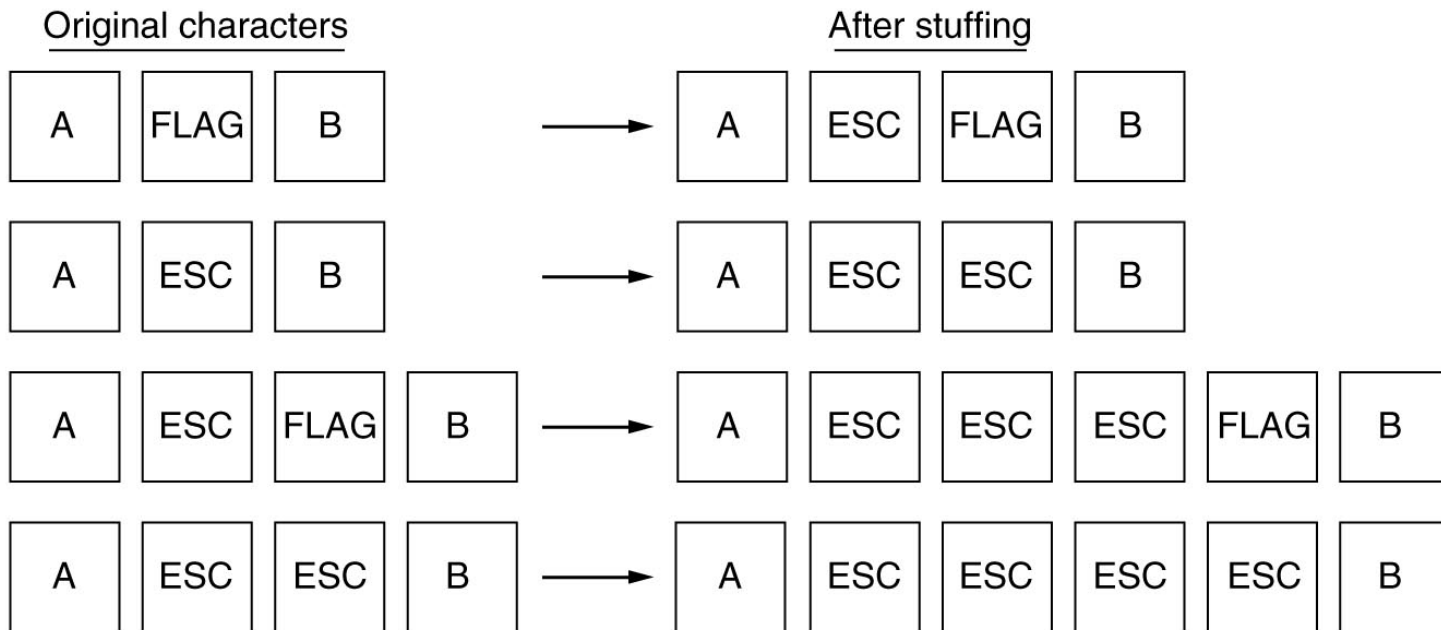 Original characters After stuffing
A FLAG B A ESC FLAG B
A ESC B A ESC ESC B
A ESC FLAG B A ESC ESC ESC FLAG B
A ESC ESC B A ESC ESC ESC ESC B